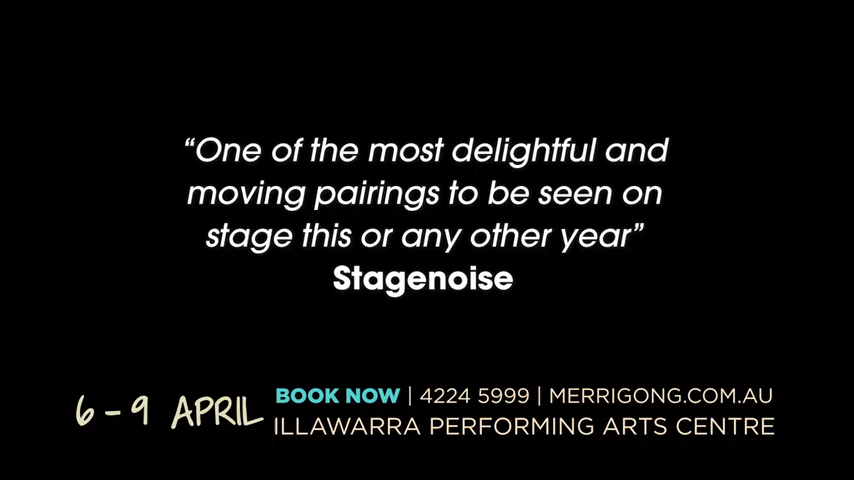 “One of the most delightful and
moving pairings to be seen on
stage this or any other year”
Stagenoise
6 – 9 APRIL
BOOK NOW | 4224 5999 | MERRIGONG.COM.AU
ILLAWARRA PERFORMING ARTS CENTRE